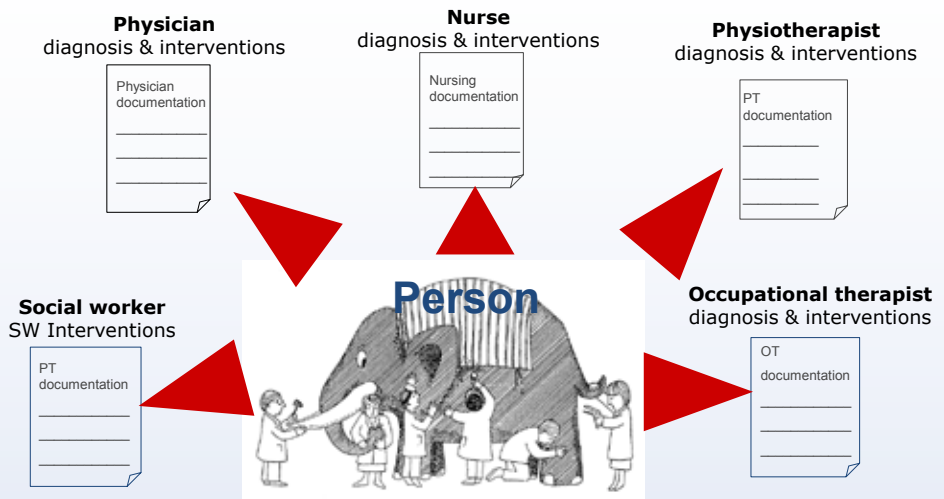 Physician
diagnosis & interventions
Physician
documentation
Nurse
diagnosis & interventions
Nursing
documentation
Physiotherapist
diagnosis & interventions
PT
documentation
Social worker
SW Interventions
PT
documentation
Person
Occupational therapist
diagnosis & interventions
OT
documentation